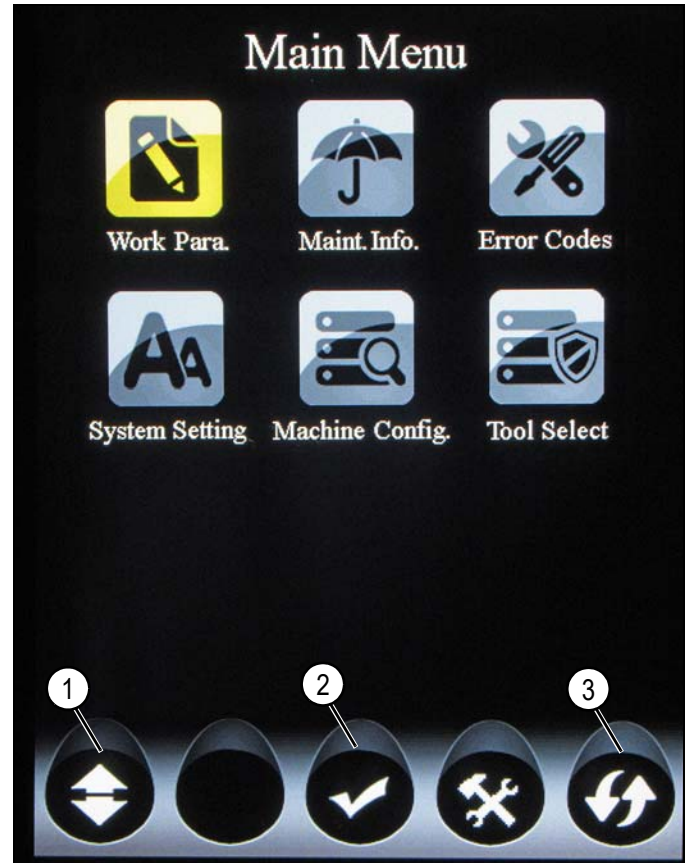 Main Menu
Work Para.
Maint. Info.
Error Codes
System Setting
Machine Config.
Tool Select
1
2
3